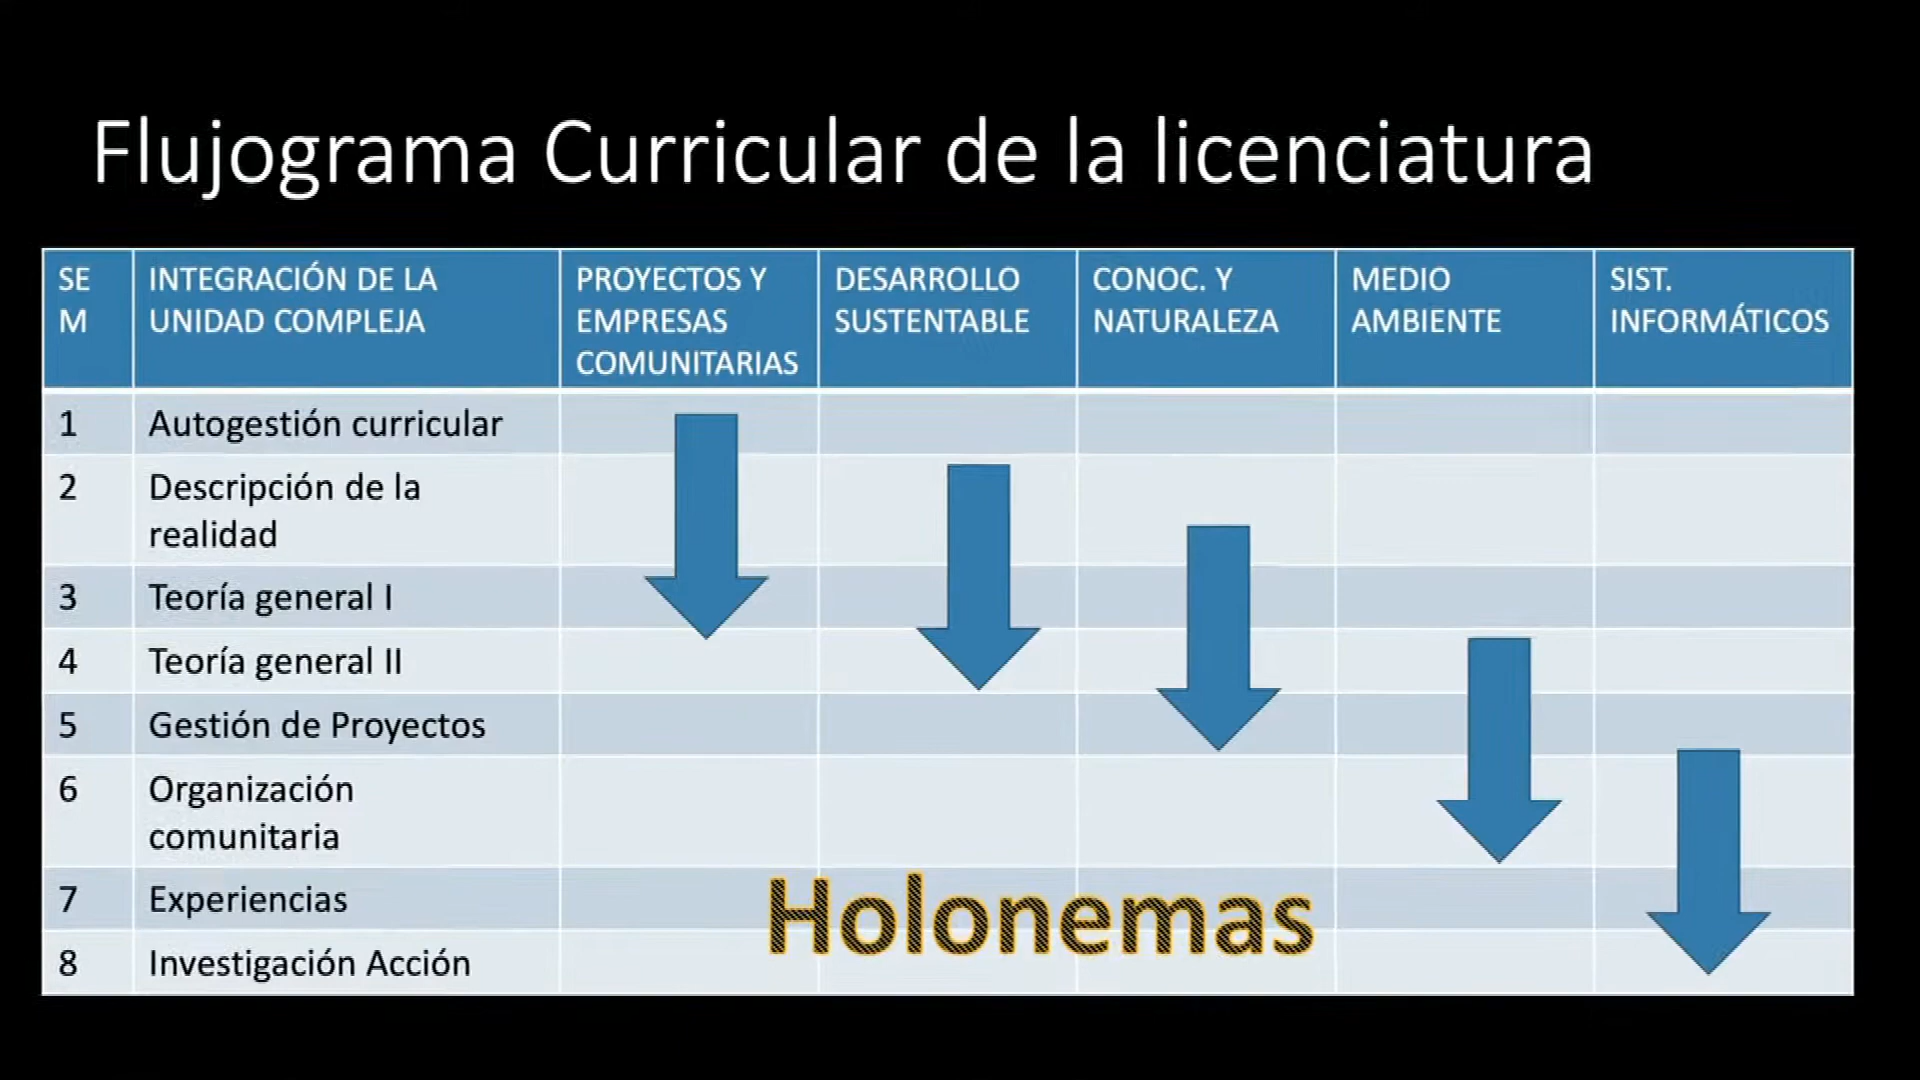 Flujograma Curricular de la licenciatura
SE
M
INTEGRACIÓN DE LA
UNIDAD COMPLEJA
PROYECTOS Y
EMPRESAS
COMUNITARIAS
DESARROLLO
SUSTENTABLE
CONOC. Y
NATURALEZA
MEDIO
AMBIENTE
SIST.
INFORMÁTICOS
1 Autogestión curricular
2 Descripción de la
realidad
3 Teoría general I
4 Teoría general II
5 Gestión de Proyectos
6 Organización
comunitaria
7 Experiencias
8 Investigación Acción
Holonemas